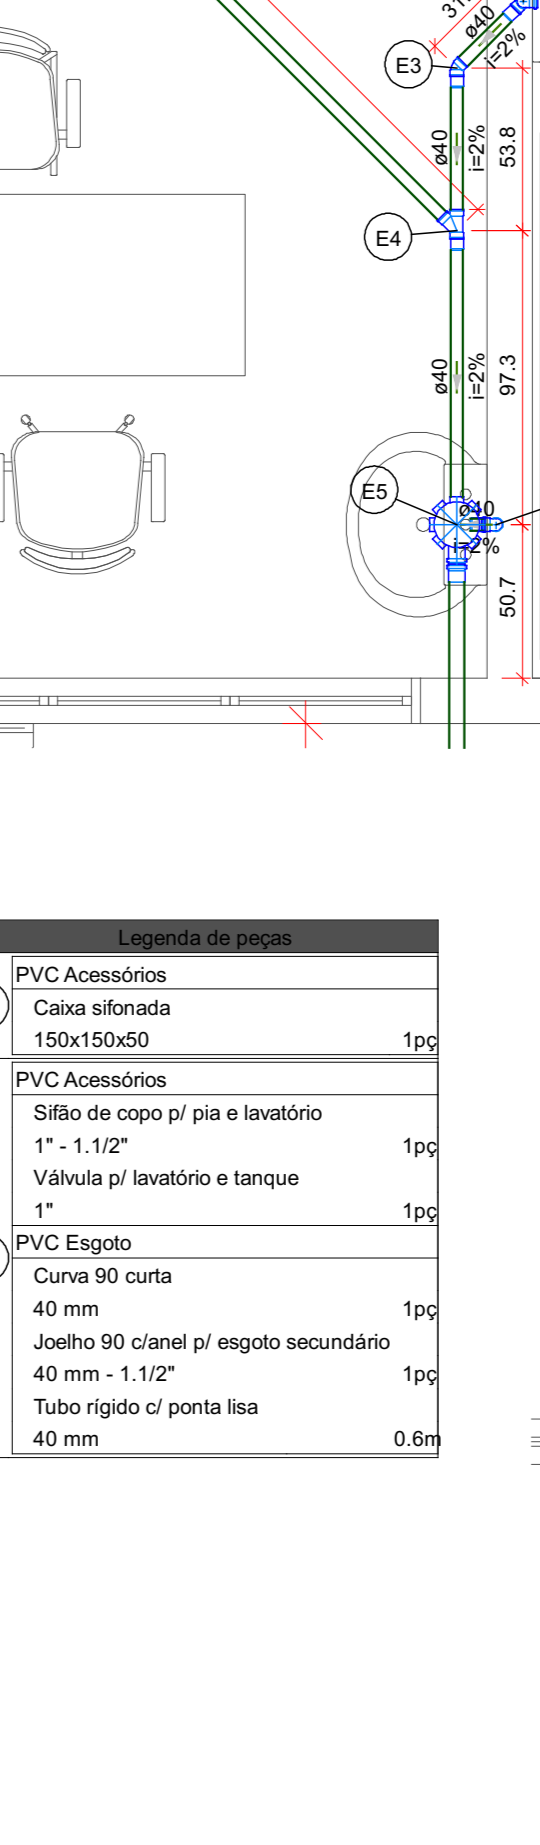 ø40
i=2%
E3
ø40
i=2%
53.8
E4
ø40
i=2%
97.3
E5
ø40
i=2%
50.7
Legenda de peças
PVC Acessórios
Caixa sifonada
150x150x50 1pç
PVC Acessórios
Sifão de copo p/ pia e lavatório
1" - 1.1/2" 1pç
Válvula p/ lavatório e tanque
1" 1pç
PVC Esgoto
Curva 90 curta
40 mm 1pç
Joelho 90 c/anel p/ esgoto secundário
40 mm - 1.1/2" 1pç
Tubo rígido c/ ponta lisa
40 mm 0.6m